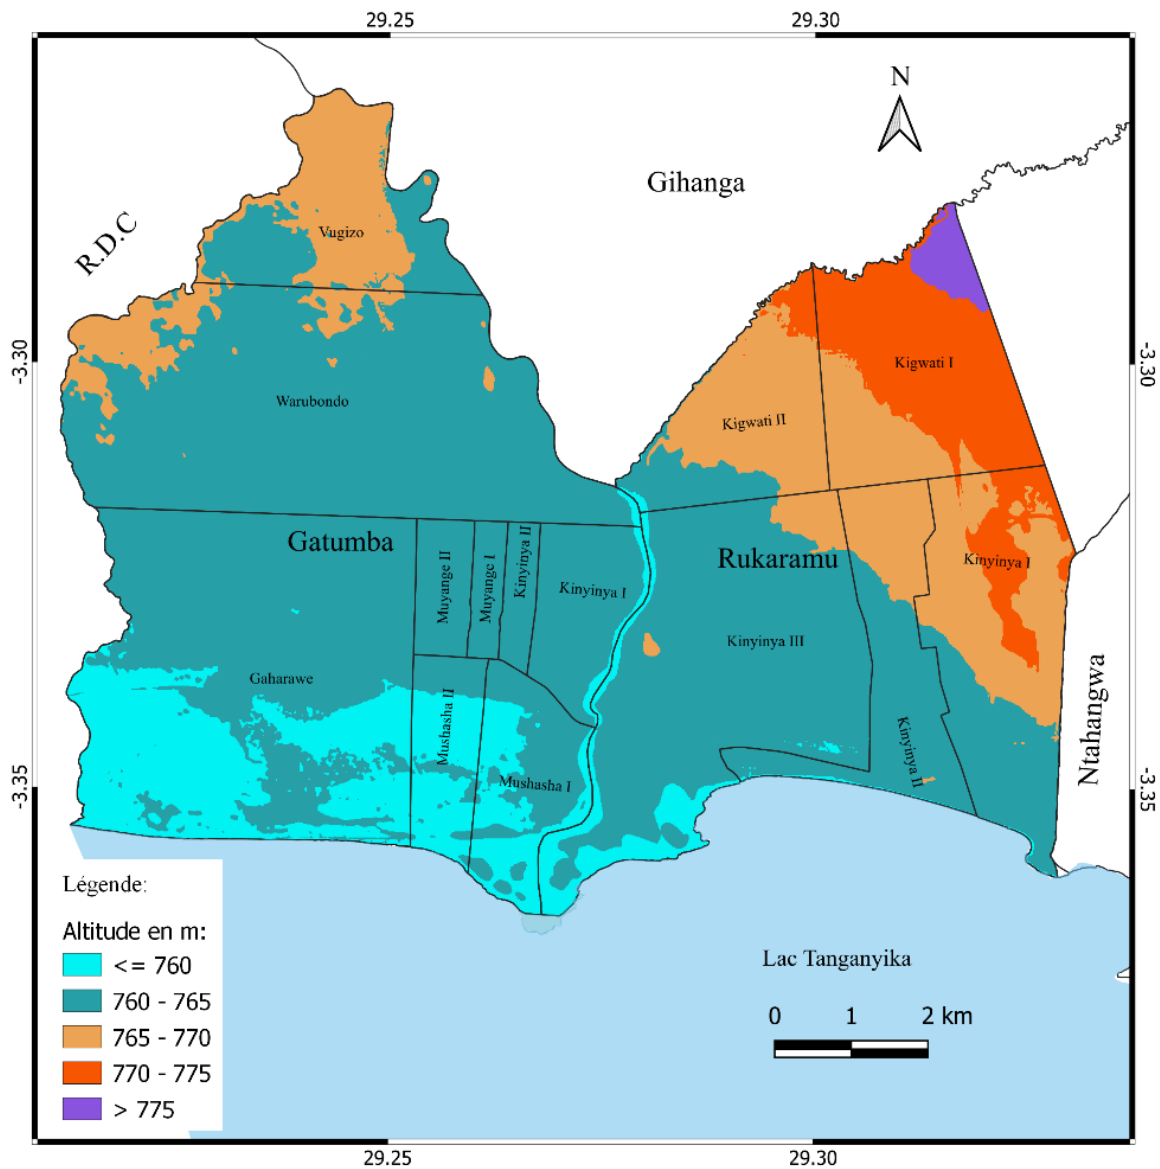 29.25
29.30
N
Gihanga
R.D.C
Vugizo
-3.30
-3.30
Kigwati I
Warubondo
Kigwati II
Gatumba
Rukaramu
Muyange II
Muyange I
Kinyinya II
Kinyinya I
Kinyinya I
Kinyinya III
Gaharawe
Mushasha II
Mushasha I
Kinyinya II
Ntahangwa
-3.35
-3.35
Légende:
Altitude en m:
<= 760
760 - 765
765 - 770
770 - 775
> 775
Lac Tanganyika
0 1 2 km
29.25
29.30